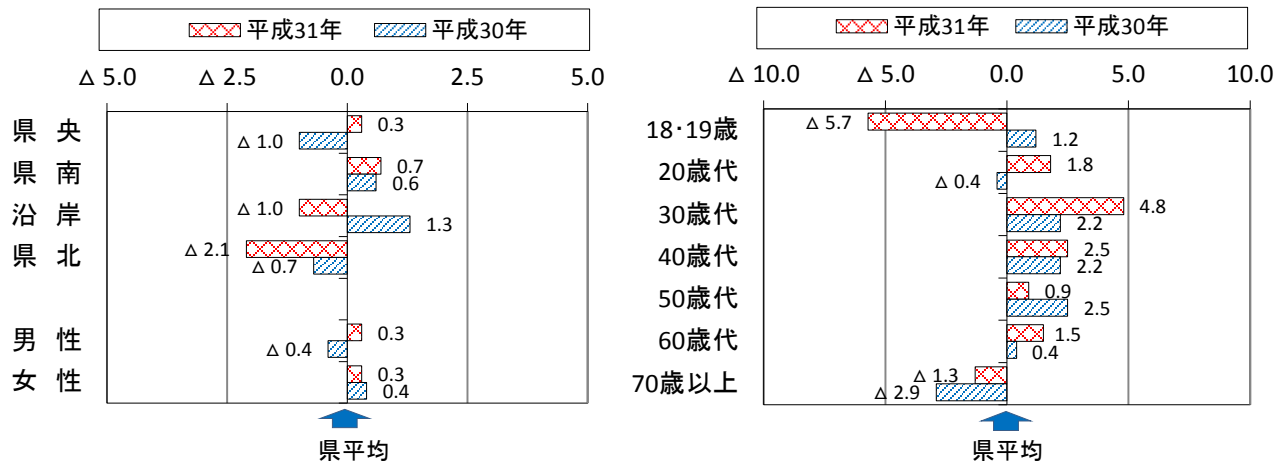 平成31年 平成30年
△ 5.0 △ 2.5 0.0 2.5 5.0
県 央 0.3
△ 1.0
県 南 0.7
0.6
沿 岸 △ 1.0
1.3
県 北 △ 2.1
△ 0.7
男 性 0.3
△ 0.4
女 性 0.3
0.4
県平均
平成31年 平成30年
△ 10.0 △ 5.0 0.0 5.0 10.0
18･19歳 △ 5.7
1.2
20歳代 1.8
△ 0.4
30歳代 4.8
2.2
40歳代 2.5
2.2
50歳代 0.9
2.5
60歳代 1.5
0.4
70歳以上 △ 1.3
△ 2.9
県平均